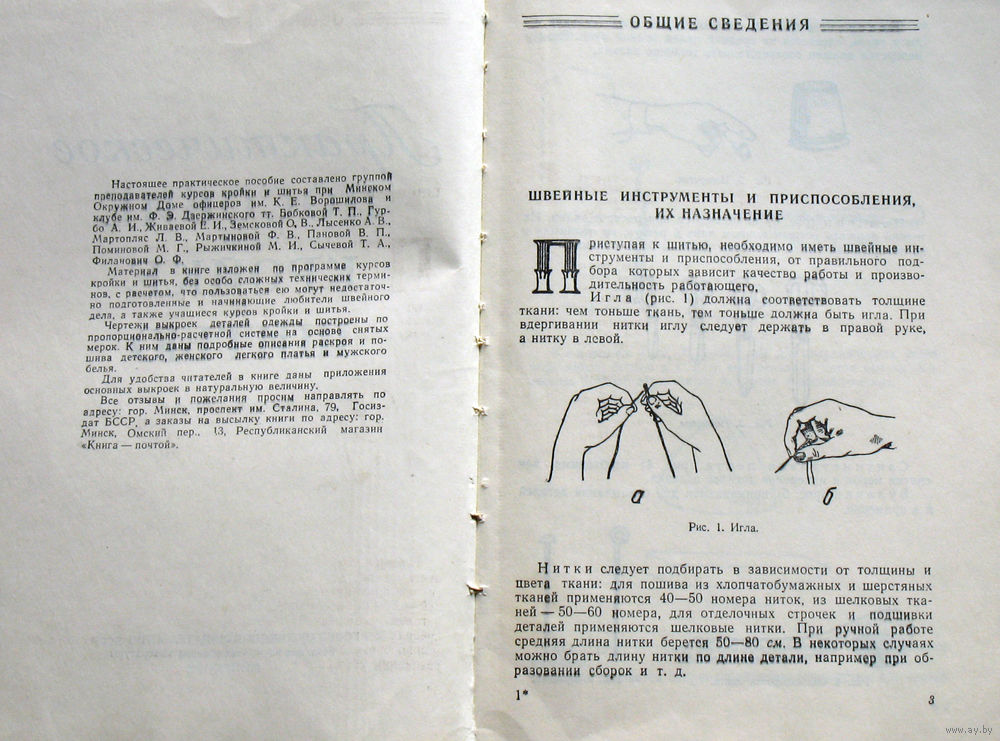 Настоящее практическое пособие составлено группой
преподавателей курсов кройки и шитья при Минском
Окружном Доме офицеров им. К. Е. Ворошилова и
клубе им. Ф. Э. Дзержинского тт. Бобковой Т. П., Гур-
бо А. И., Живаевой Е. И., Земсковой О. В., Лысенко А. В.,
Мартопляс Л. В., Мартыновой Ф. В., Пановой В. П.,
Поминовой М. Г., Рыжичкиной М. И., Сычевой Т. А.,
Филанович О. Ф.
Материал в книге изложен по программе курсов
кройки и шитья, без особо сложных технических терми-
нов, с расчетом, что пользоваться ею могут недостаточ-
но подготовленные и начинающие любители швейного
дела, а также учащиеся курсов кройки и шитья.
Чертежи выкроек деталей одежды построены по
пропорционально-расчетной системе на основе снятых
мерок. К ним даны подробные описания раскроя и по-
шива детского, женского легкого платья и мужского
белья.
Для удобства читателей в книге даны приложения
основных выкроек в натуральную величину.
Все отзывы и пожелания просим направлять по
адресу: гор. Минск, проспект им. Сталина, 79, Госиз-
дат БССР, а заказы на высылку книги по адресу: гор.
Минск, Омский пер., 13, Республиканский магазин
«Книга — почтой».
ОБЩИЕ СВЕДЕНИЯ
ШВЕЙНЫЕ ИНСТРУМЕНТЫ И ПРИСПОСОБЛЕНИЯ,
ИХ НАЗНАЧЕНИЕ
Приступая к шитью, необходимо иметь швейные ин-
струменты и приспособления, от правильного под-
бора которых зависит качество работы и произво-
дительность работающего.
Игла (рис. 1) должна соответствовать толщине
ткани: чем тоньше ткань, тем тоньше должна быть игла. При
вдергивании нитки иглу следует держать в правой руке,
а нитку в левой.
а б
Рис. 1. Игла.
Нитки следует подбирать в зависимости от толщины и
цвета ткани: для пошива из хлопчатобумажных и шерстяных
тканей применяются 40—50 номера ниток, из шелковых тка-
ней — 50—60 номера, для отделочных строчек и подшивки
деталей применяются шелковые нитки. При ручной работе
средняя длина нитки берется 50—80 см. В некоторых случаях
можно брать длину нитки по длине детали, например при об-
разовании сборок и т. д.
1* 3
www.ay.by